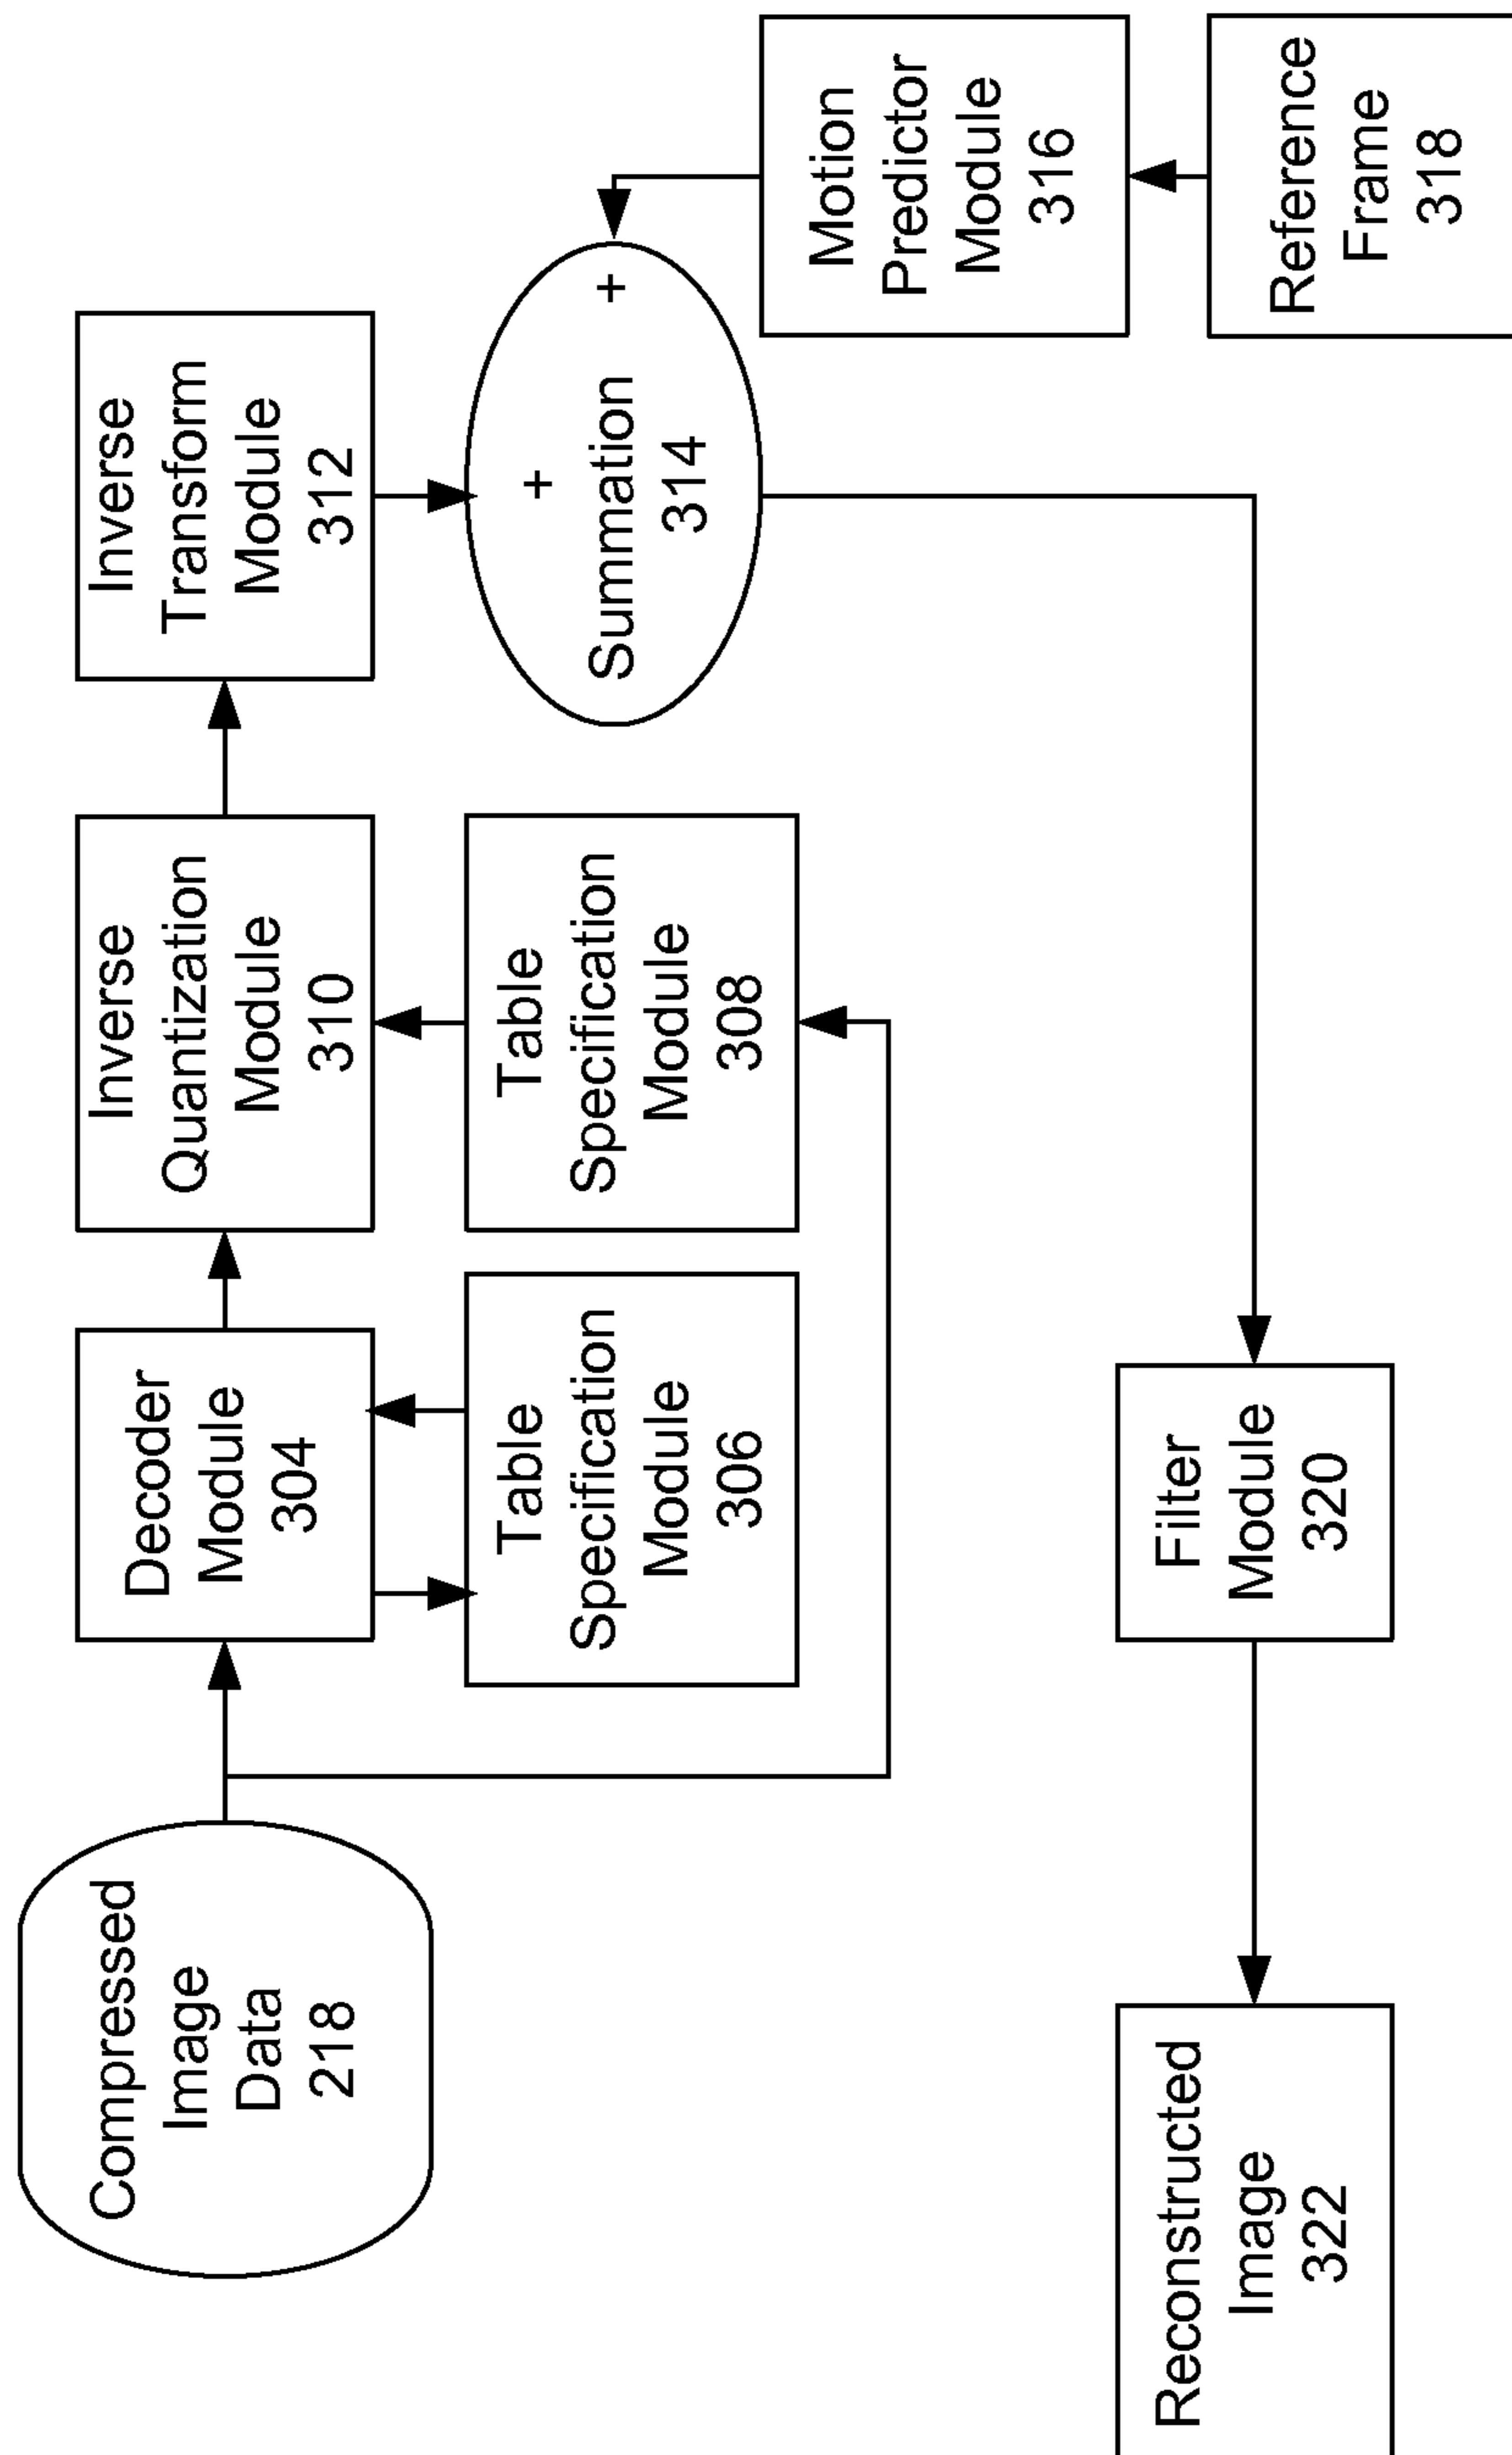 Compressed
Image
Data
218
Decoder
Module
304
Inverse
Quantization
Module
310
Inverse
Transform
Module
312
Table
Specification
Module
306
Table
Specification
Module
308
+
+
Summation
314
Motion
Predictor
Module
316
Reference
Frame
318
Reconstructed
Image
322
Filter
Module
320